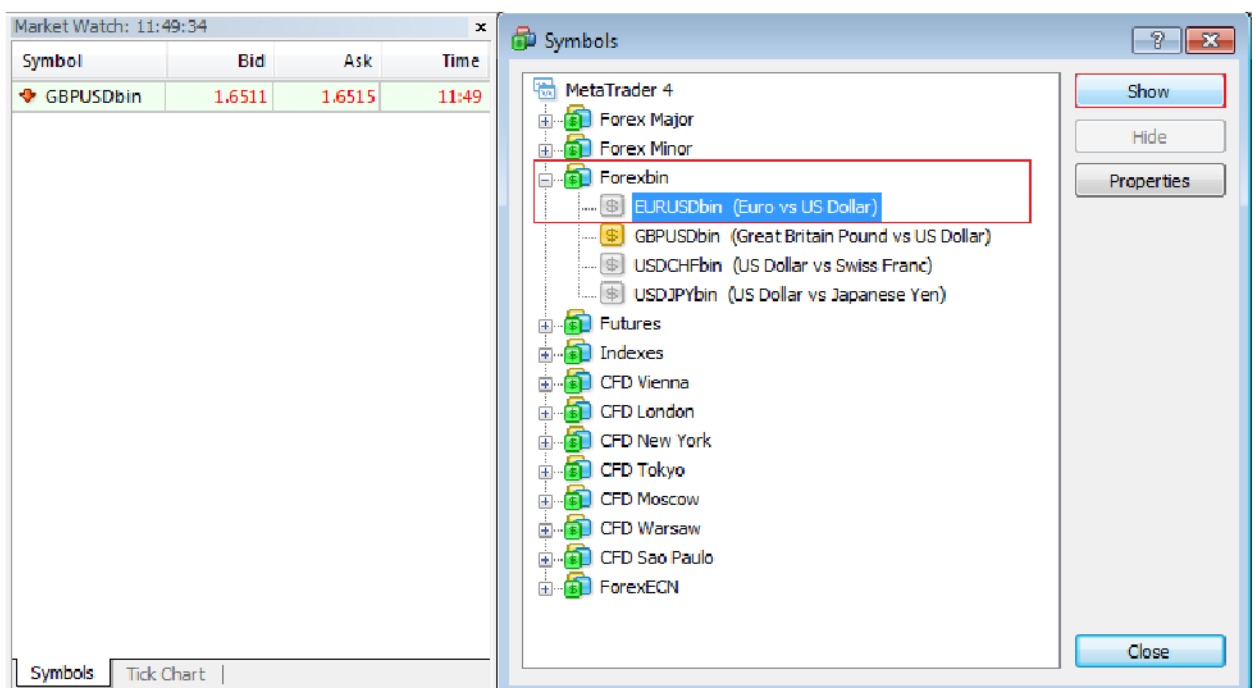 Market Watch: 11:49:34 x
Symbol Bid Ask Time
GBPUSDbin 1.6511 1.6515 11:49
Symbols Tick Chart
Symbols ?
MetaTrader 4
Forex Major
Forex Minor
Forexbin
EURUSDbin (Euro vs US Dollar)
GBPUSDbin (Great Britain Pound vs US Dollar)
USDCHFbin (US Dollar vs Swiss Franc)
USDJPYbin (US Dollar vs Japanese Yen)
Futures
Indexes
CFD Vienna
CFD London
CFD New York
CFD Tokyo
CFD Moscow
CFD Warsaw
CFD Sao Paulo
ForexECN
Show
Hide
Properties
Close